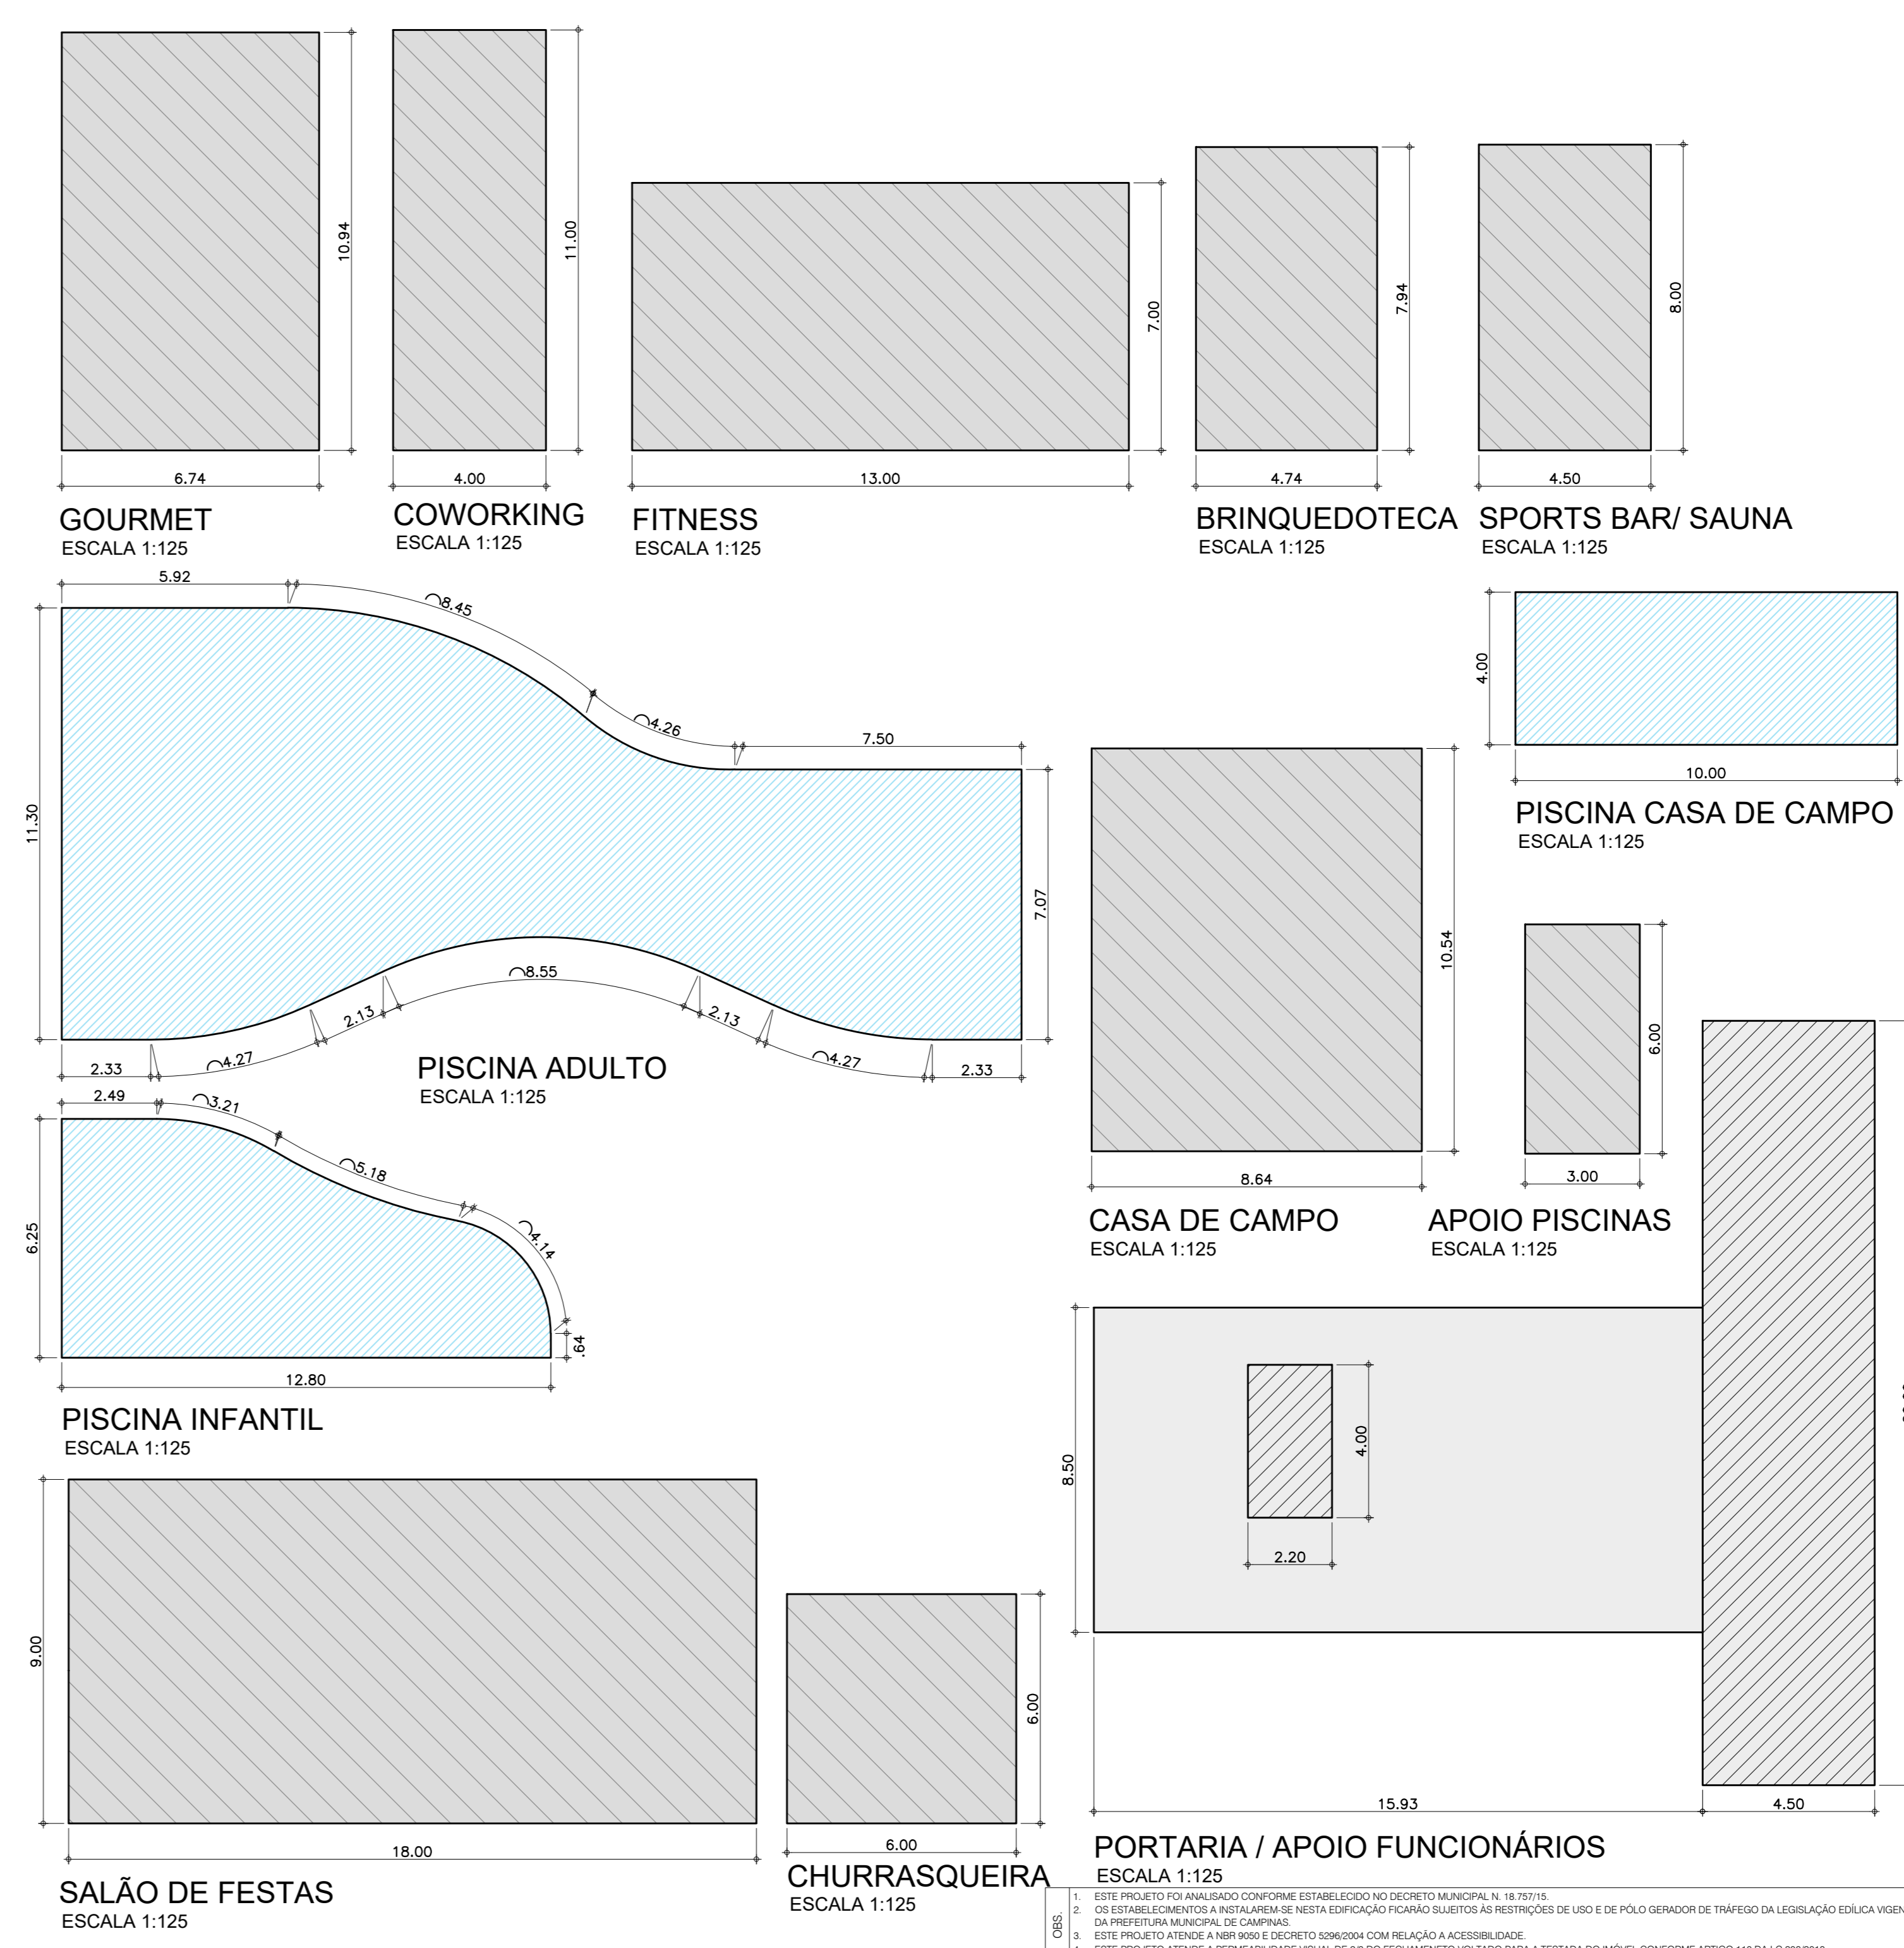 10.94
6.74
GOURMET
ESCALA 1:125
11.00
4.00
COWORKING
ESCALA 1:125
7.00
13.00
FITNESS
ESCALA 1:125
7.94
4.74
BRINQUEDOTECA
ESCALA 1:125
8.00
4.50
SPORTS BAR/ SAUNA
ESCALA 1:125
5.92
8.45
4.26
7.50
11.30
7.07
2.33
4.27
2.13
8.55
2.13
4.27
2.33
PISCINA ADULTO
ESCALA 1:125
4.00
10.00
PISCINA CASA DE CAMPO
ESCALA 1:125
10.54
8.64
CASA DE CAMPO
ESCALA 1:125
6.00
3.00
APOIO PISCINAS
ESCALA 1:125
2.49
3.21
5.18
4.14
.64
6.25
12.80
PISCINA INFANTIL
ESCALA 1:125
8.50
4.00
2.20
15.93
4.50
PORTARIA / APOIO FUNCIONÁRIOS
ESCALA 1:125
9.00
18.00
SALÃO DE FESTAS
ESCALA 1:125
6.00
6.00
CHURRASQUEIRA
ESCALA 1:125
OBS.
1. ESTE PROJETO FOI ANALISADO CONFORME ESTABELECIDO NO DECRETO MUNICIPAL N. 18.757/15.
2. OS ESTABELECIMENTOS A INSTALAREM-SE NESTA EDIFICAÇÃO FICARÃO SUJEITOS ÀS RESTRIÇÕES DE USO E DE PÓLO GERADOR DE TRÁFEGO DA LEGISLAÇÃO EDÍLICA VIGEN
DA PREFEITURA MUNICIPAL DE CAMPINAS.
3. ESTE PROJETO ATENDE A NBR 9050 E DECRETO 5296/2004 COM RELAÇÃO A ACESSIBILIDADE.